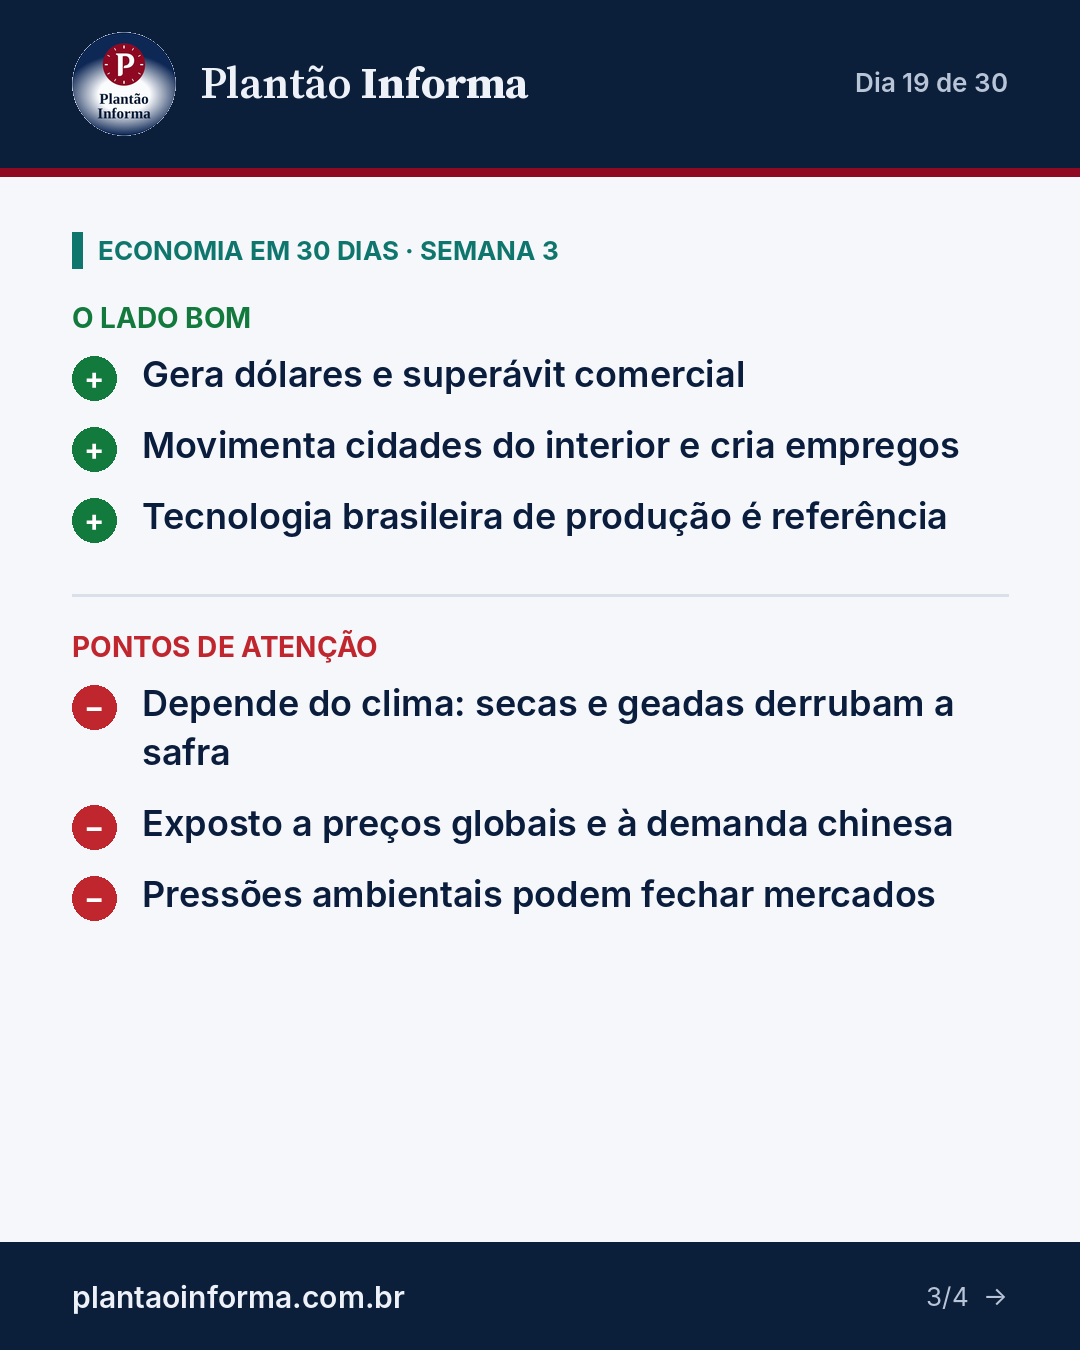 P
Plantão
Informa
Plantão Informa
Dia 19 de 30
ECONOMIA EM 30 DIAS · SEMANA 3
O LADO BOM
+ Gera dólares e superávit comercial
+ Movimenta cidades do interior e cria empregos
+ Tecnologia brasileira de produção é referência
PONTOS DE ATENÇÃO
– Depende do clima: secas e geadas derrubam a
safra
– Exposto a preços globais e à demanda chinesa
– Pressões ambientais podem fechar mercados
plantaoinforma.com.br
3/4 →